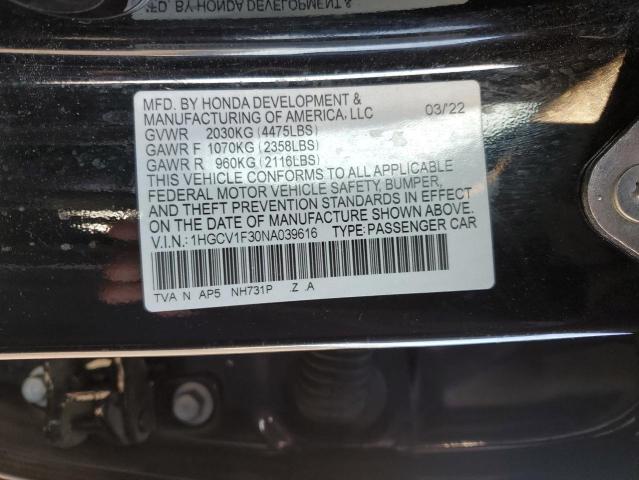 MFD. BY HONDA DEVELOPMENT &
MANUFACTURING OF AMERICA, LLC 03/22
GVWR 2030KG (4475LBS)
GAWR F 1070KG (2358LBS)
GAWR R 960KG (2116LBS)
THIS VEHICLE CONFORMS TO ALL APPLICABLE
FEDERAL MOTOR VEHICLE SAFETY, BUMPER,
AND THEFT PREVENTION STANDARDS IN EFFECT
ON THE DATE OF MANUFACTURE SHOWN ABOVE.
V.I.N.: 1HGCV1F30NA039616 TYPE: PASSENGER CAR
TVA N AP5 NH731P .Z .A